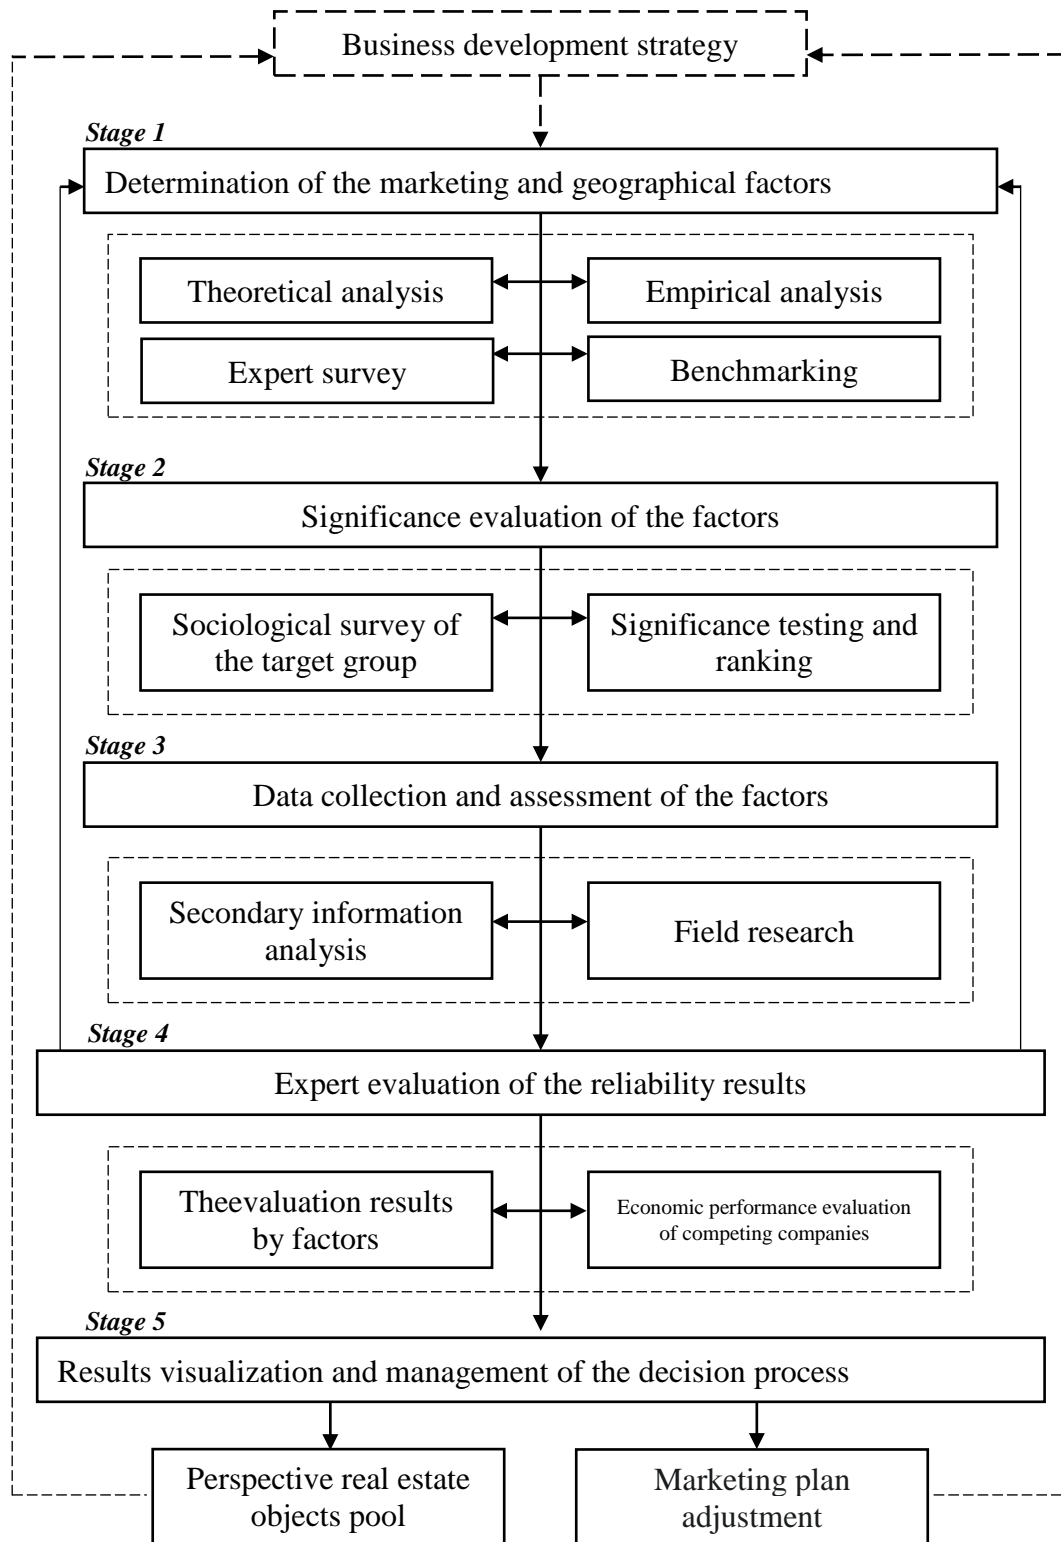 Business development strategy
Stage 1
Determination of the marketing and geographical factors
Theoretical analysis
Empirical analysis
Expert survey
Benchmarking
Stage 2
Significance evaluation of the factors
Sociological survey of
the target group
Significance testing and
ranking
Stage 3
Data collection and assessment of the factors
Secondary information
analysis
Field research
Stage 4
Expert evaluation of the reliability results
Theevaluation results
by factors
Economic performance evaluation
of competing companies
Stage 5
Results visualization and management of the decision process
Perspective real estate
objects pool
Marketing plan
adjustment